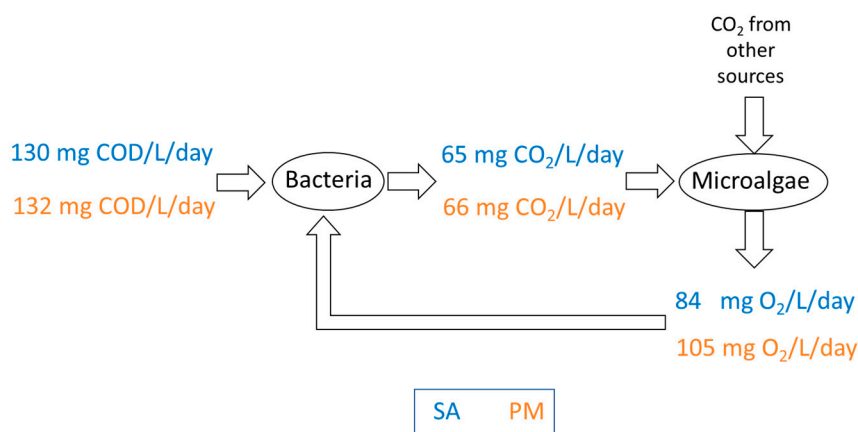 CO₂ from
other
sources
130 mg COD/L/day
132 mg COD/L/day
Bacteria
65 mg CO₂/L/day
66 mg CO₂/L/day
Microalgae
84 mg O₂/L/day
105 mg O₂/L/day
SA PM